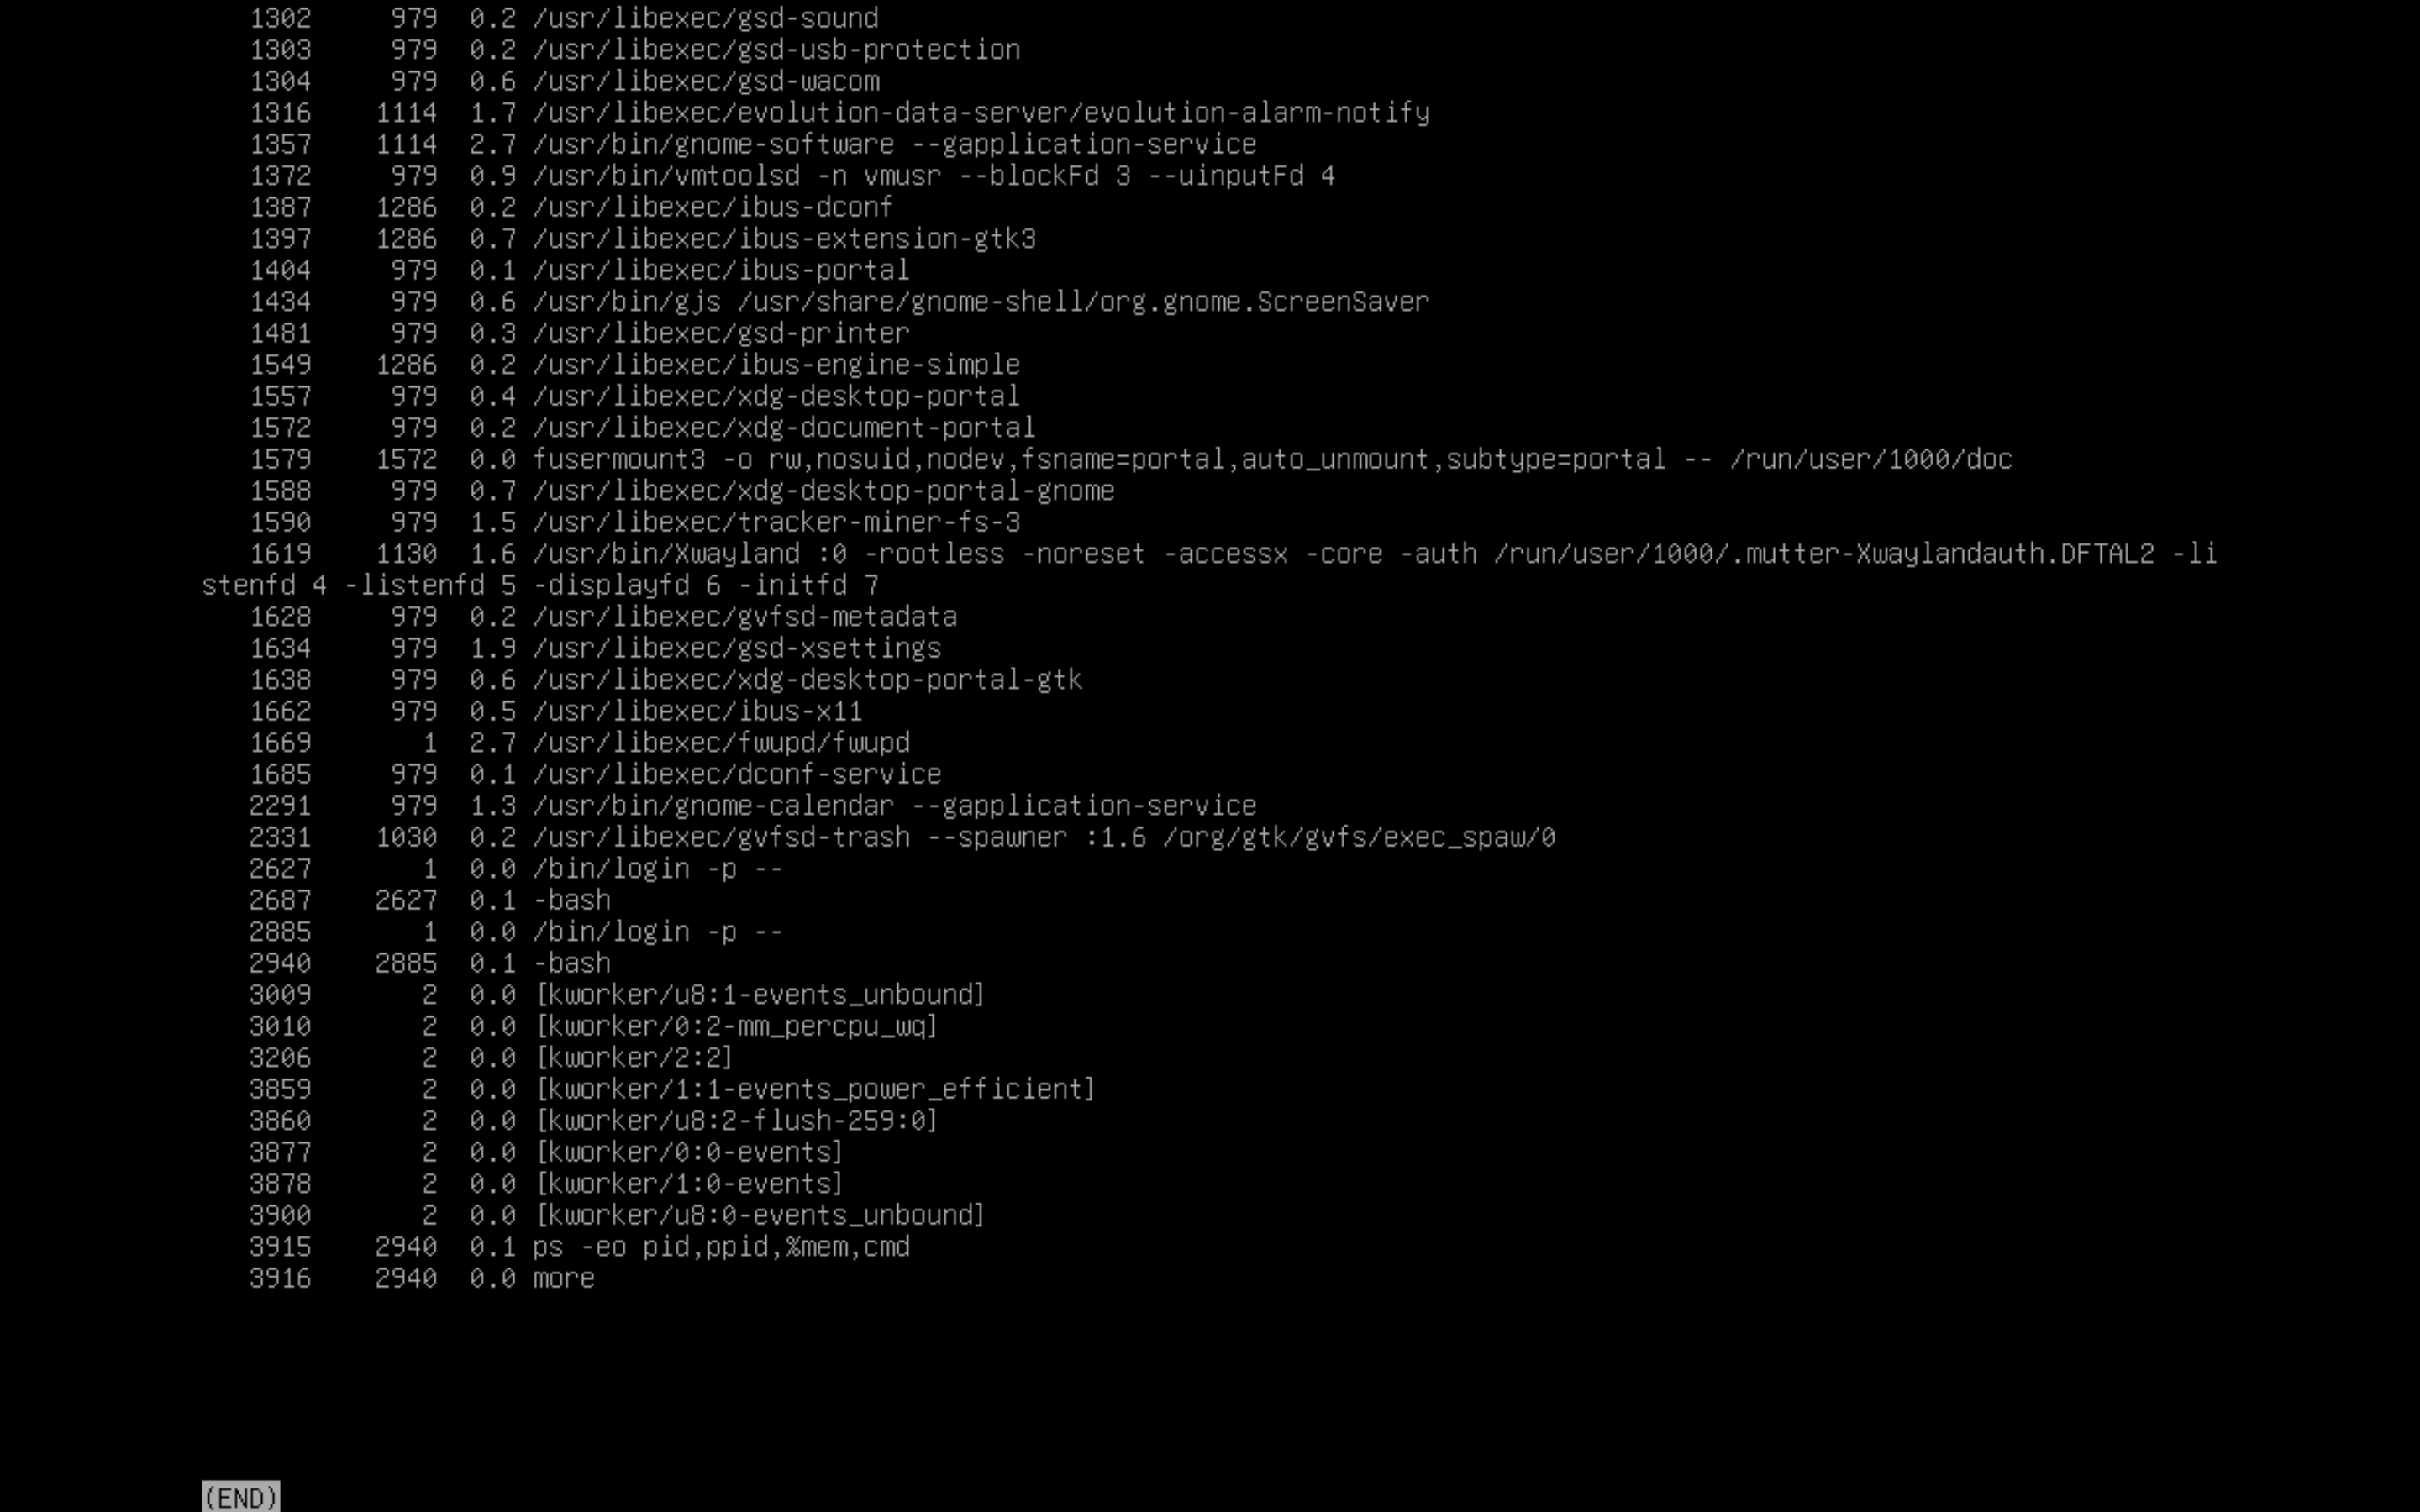 1302 979 0.2 /usr/libexec/gsd-sound
1303 979 0.2 /usr/libexec/gsd-usb-protection
1304 979 0.6 /usr/libexec/gsd-wacom
1316 1114 1.7 /usr/libexec/evolution-data-server/evolution-alarm-notify
1357 1114 2.7 /usr/bin/gnome-software --gapplication-service
1372 979 0.9 /usr/bin/vmtoolsd -n vmusr --blockFd 3 --uinputFd 4
1387 1286 0.2 /usr/libexec/ibus-dconf
1397 1286 0.7 /usr/libexec/ibus-extension-gtk3
1404 979 0.1 /usr/libexec/ibus-portal
1434 979 0.6 /usr/bin/gjs /usr/share/gnome-shell/org.gnome.ScreenSaver
1481 979 0.3 /usr/libexec/gsd-printer
1549 1286 0.2 /usr/libexec/ibus-engine-simple
1557 979 0.4 /usr/libexec/xdg-desktop-portal
1572 979 0.2 /usr/libexec/xdg-document-portal
1579 1572 0.0 fusermount3 -o rw,nosuid,nodev,fsname=portal,auto_unmount,subtype=portal -- /run/user/1000/doc
1588 979 0.7 /usr/libexec/xdg-desktop-portal-gnome
1590 979 1.5 /usr/libexec/tracker-miner-fs-3
1619 1130 1.6 /usr/bin/Xwayland :0 -rootless -noreset -accessx -core -auth /run/user/1000/.mutter-Xwaylandauth.DFTAL2 -li
stenfd 4 -listenfd 5 -displayfd 6 -initfd 7
1628 979 0.2 /usr/libexec/gvfsd-metadata
1634 979 1.9 /usr/libexec/gsd-xsettings
1638 979 0.6 /usr/libexec/xdg-desktop-portal-gtk
1662 979 0.5 /usr/libexec/ibus-x11
1669 1 2.7 /usr/libexec/fwupd/fwupd
1685 979 0.1 /usr/libexec/dconf-service
2291 979 1.3 /usr/bin/gnome-calendar --gapplication-service
2331 1030 0.2 /usr/libexec/gvfsd-trash --spawner :1.6 /org/gtk/gvfs/exec_spaw/0
2627 1 0.0 /bin/login -p --
2687 2627 0.1 -bash
2885 1 0.0 /bin/login -p --
2940 2885 0.1 -bash
3009 2 0.0 [kworker/u8:1-events_unbound]
3010 2 0.0 [kworker/0:2-mm_percpu_wq]
3206 2 0.0 [kworker/2:2]
3859 2 0.0 [kworker/1:1-events_power_efficient]
3860 2 0.0 [kworker/u8:2-flush-259:0]
3877 2 0.0 [kworker/0:0-events]
3878 2 0.0 [kworker/1:0-events]
3900 2 0.0 [kworker/u8:0-events_unbound]
3915 2940 0.1 ps -eo pid,ppid,%mem,cmd
3916 2940 0.0 more
(END)